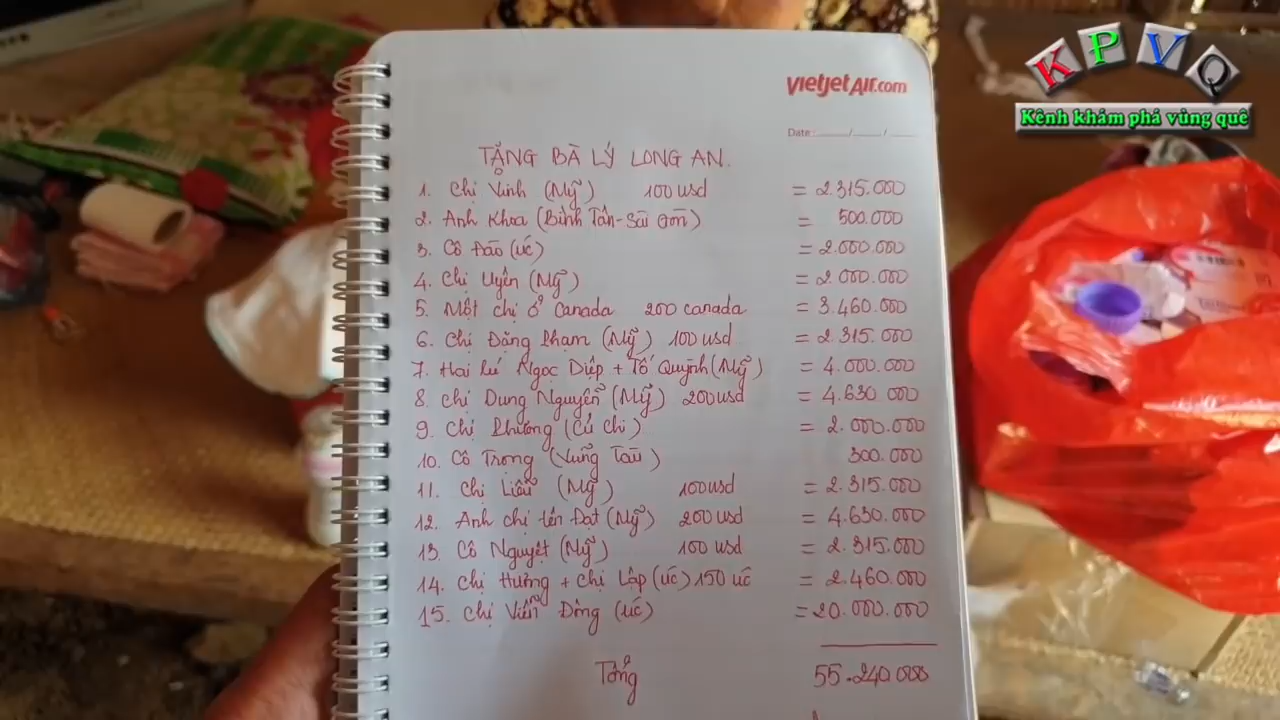 KPVQ
Kênh khám phá vùng quê
vietjetAir.com
Date: ____/____/____
TẶNG BÀ LÝ LONG AN.
1. Chị Vinh (Mỹ) 100 usd = 2.315.000
2. Anh Khoa (Bình Tân-Sài Gòn) = 500.000
3. Cô Đào (Úc) = 2.000.000
4. Chị Uyên (Mỹ) = 2.000.000
5. Một chị ở Canada 200 canada = 3.460.000
6. Chị Đặng Phạm (Mỹ) 100 usd = 2.315.000
7. Hai Ngọc Diệp + Tố Quỳnh (Mỹ) = 4.000.000
8. Chị Dung Nguyễn (Mỹ) 200 usd = 4.630.000
9. Chị Phương (Củ Chi) = 2.000.000
10. Cô Trong (Vũng Tàu) 300.000
11. Chị Liễu (Mỹ) 100 usd = 2.315.000
12. Anh chị tên Đạt (Mỹ) 200 usd = 4.630.000
13. Cô Nguyệt (Mỹ) 100 usd = 2.315.000
14. Chị Hường + chị Lập (Úc) 150 úc = 2.460.000
15. Chị Viễn Đông (Úc) = 20.000.000
Tổng 55.240.000